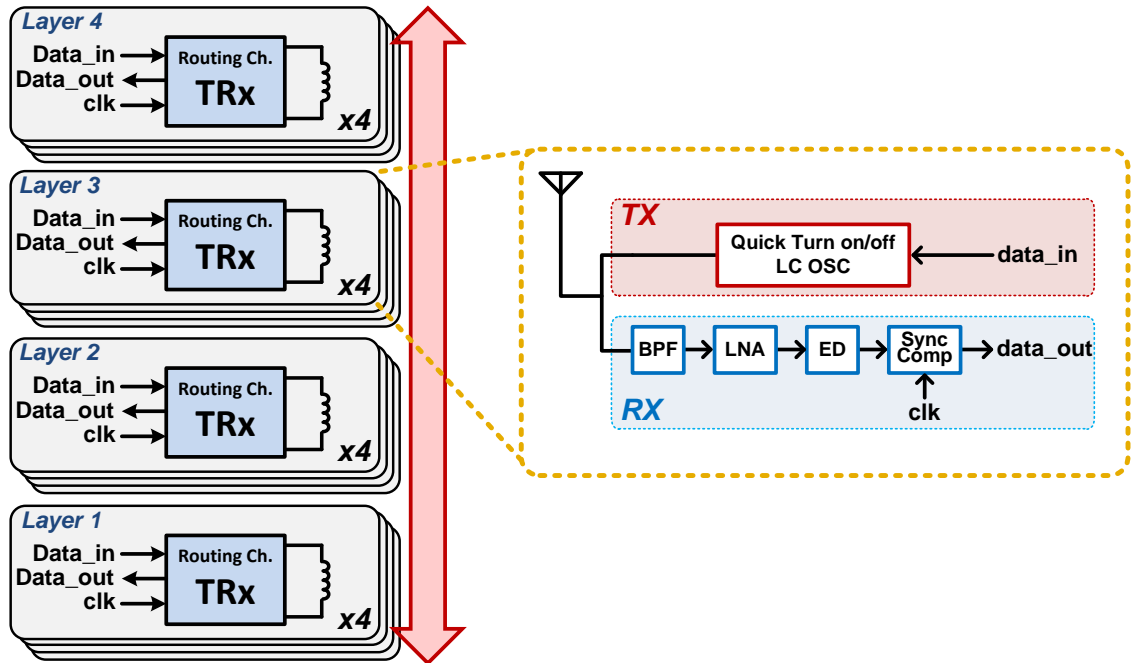 Layer 4
Data_in
Data_out
clk
Routing Ch.
TRx
x4
Layer 3
Data_in
Data_out
clk
Routing Ch.
TRx
x4
Layer 2
Data_in
Data_out
clk
Routing Ch.
TRx
x4
Layer 1
Data_in
Data_out
clk
Routing Ch.
TRx
x4
TX
Quick Turn on/off
LC OSC
data_in
BPF
LNA
ED
Sync
Comp
data_out
RX
clk